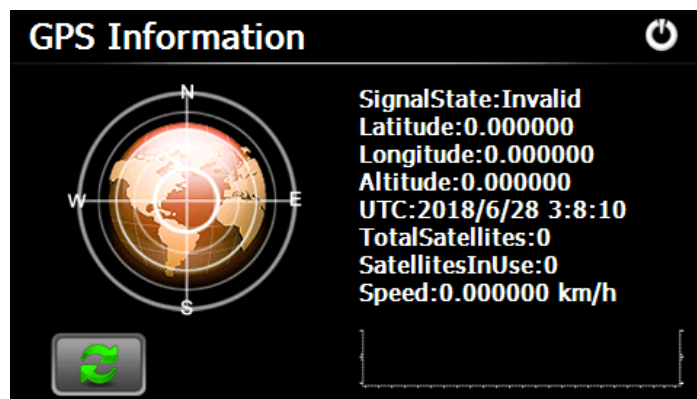 GPS Information
N
W
E
S
SignalState:Invalid
Latitude:0.000000
Longitude:0.000000
Altitude:0.000000
UTC:2018/6/28 3:8:10
TotalSatellites:0
SatellitesInUse:0
Speed:0.000000 km/h